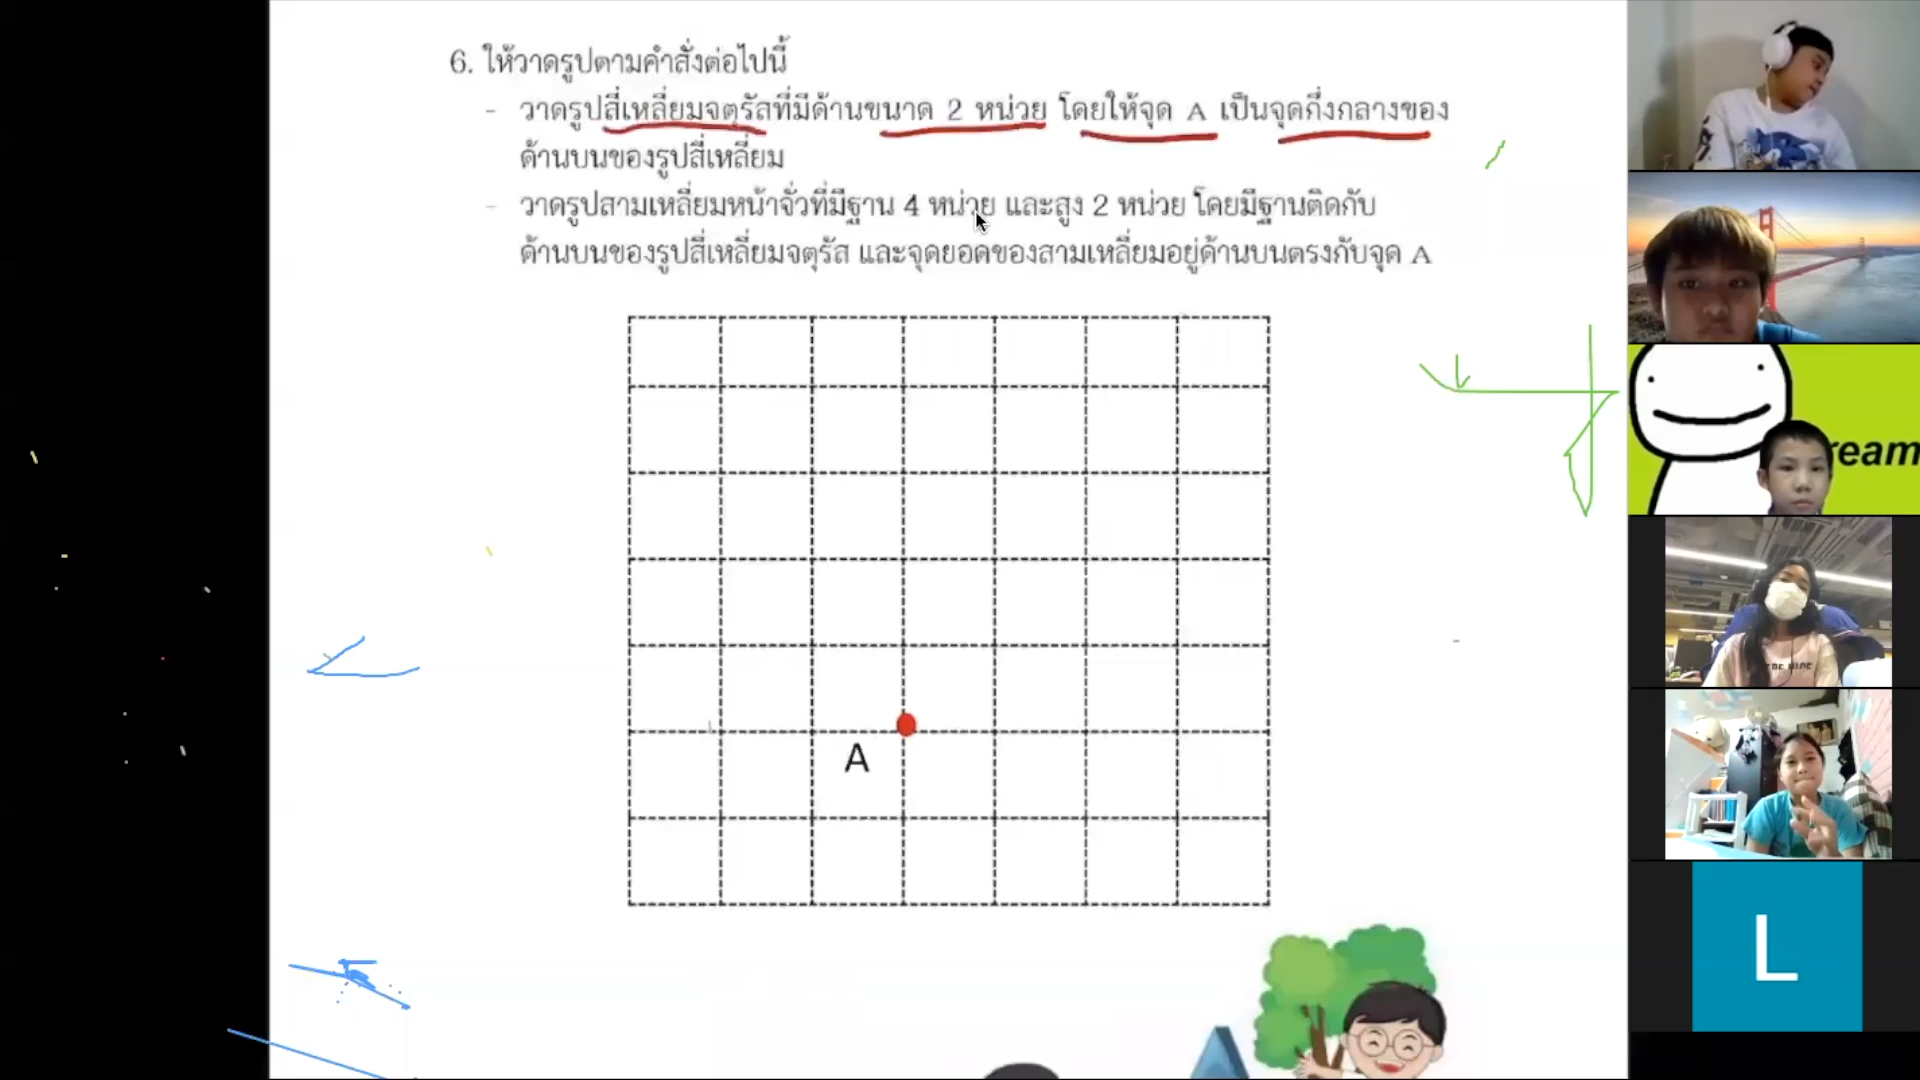 6. ให้วาดรูปตามคำสั่งต่อไปนี้
- วาดรูปสี่เหลี่ยมจตุรัสที่มีด้านขนาด 2 หน่วย โดยให้จุด A เป็นจุดกึ่งกลางของ
ด้านบนของรูปสี่เหลี่ยม
- วาดรูปสามเหลี่ยมหน้าจั่วที่มีฐาน 4 หน่วย และสูง 2 หน่วย โดยมีฐานติดกับ
ด้านบนของรูปสี่เหลี่ยมจตุรัส และจุดยอดของสามเหลี่ยมอยู่ด้านบนตรงกับจุด A
A
ream
L